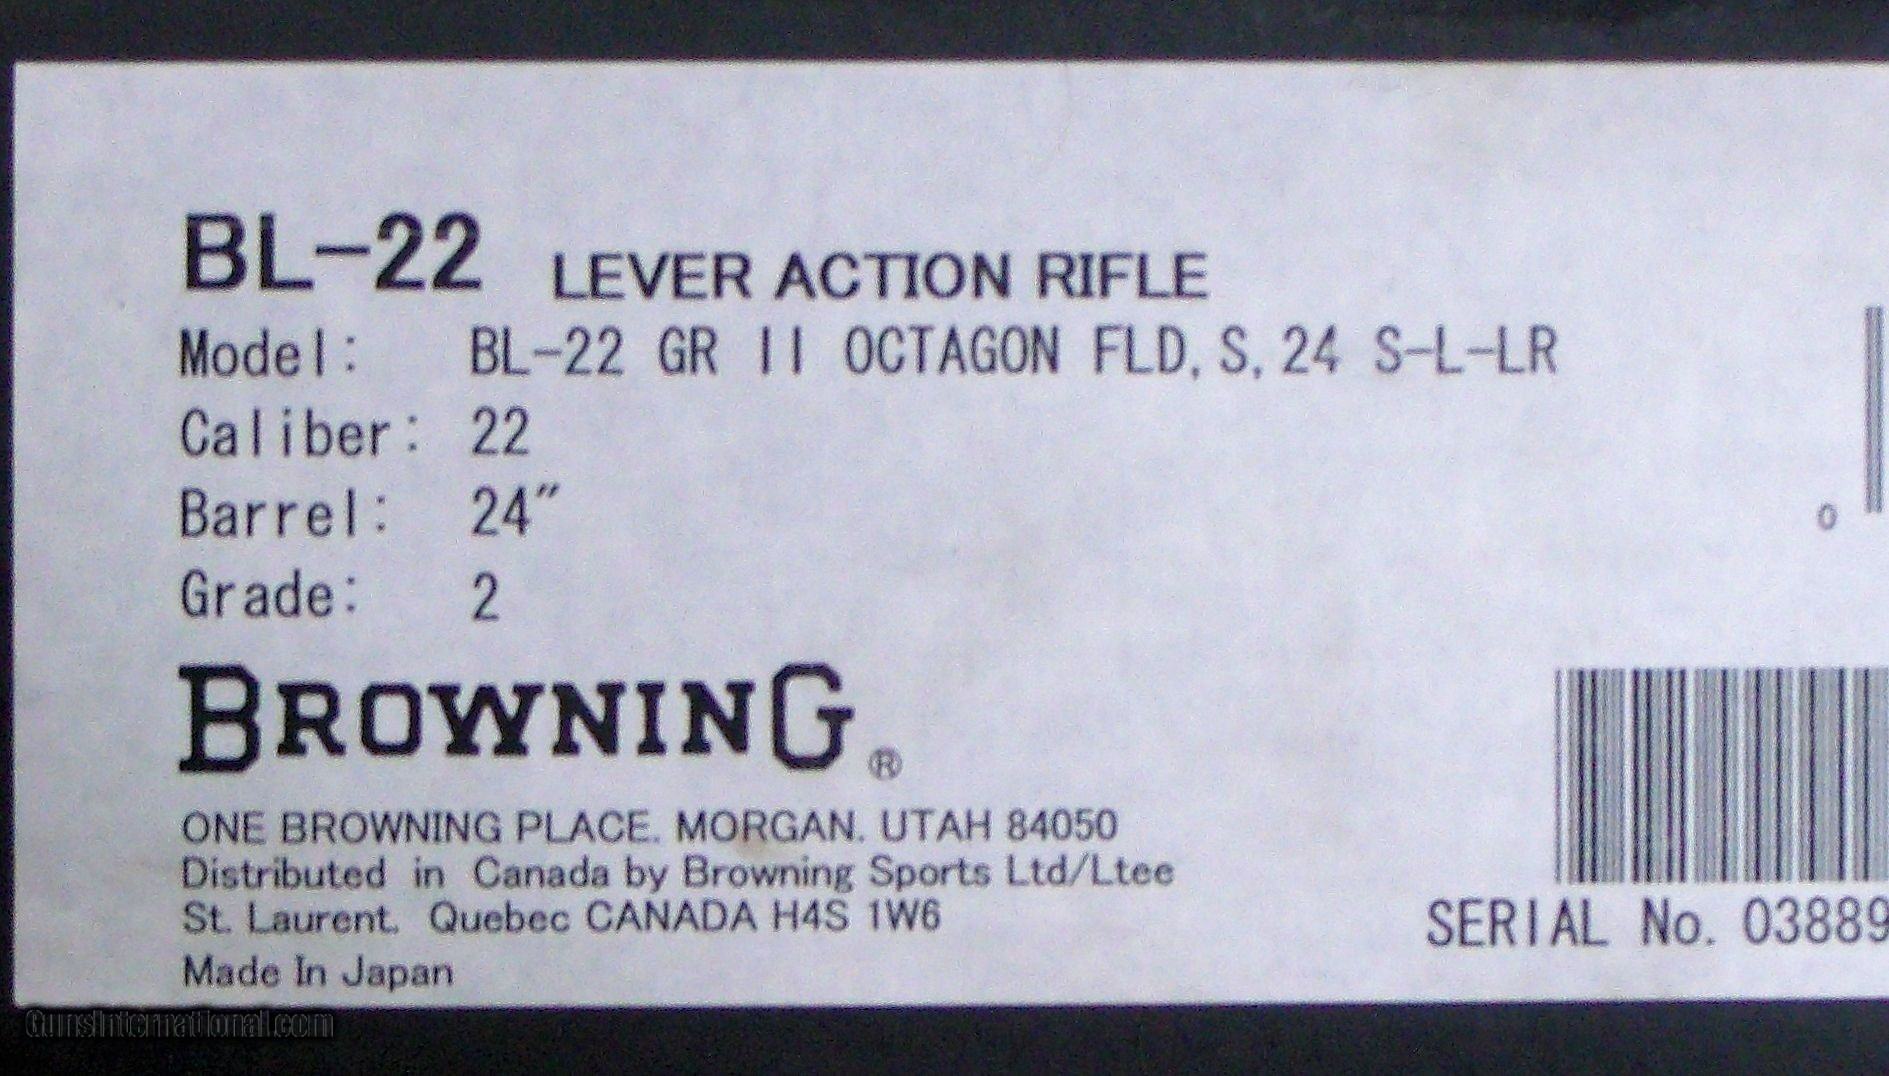 BL-22 LEVER ACTION RIFLE
Model: BL-22 GR II OCTAGON FLD, S, 24 S-L-LR
Caliber: 22
Barrel: 24"
Grade: 2
0
BROWNING®
ONE BROWNING PLACE. MORGAN. UTAH 84050
Distributed in Canada by Browning Sports Ltd/Ltee
St. Laurent. Quebec CANADA H4S 1W6
SERIAL No. 03889
Made In Japan
GunsInternational.com